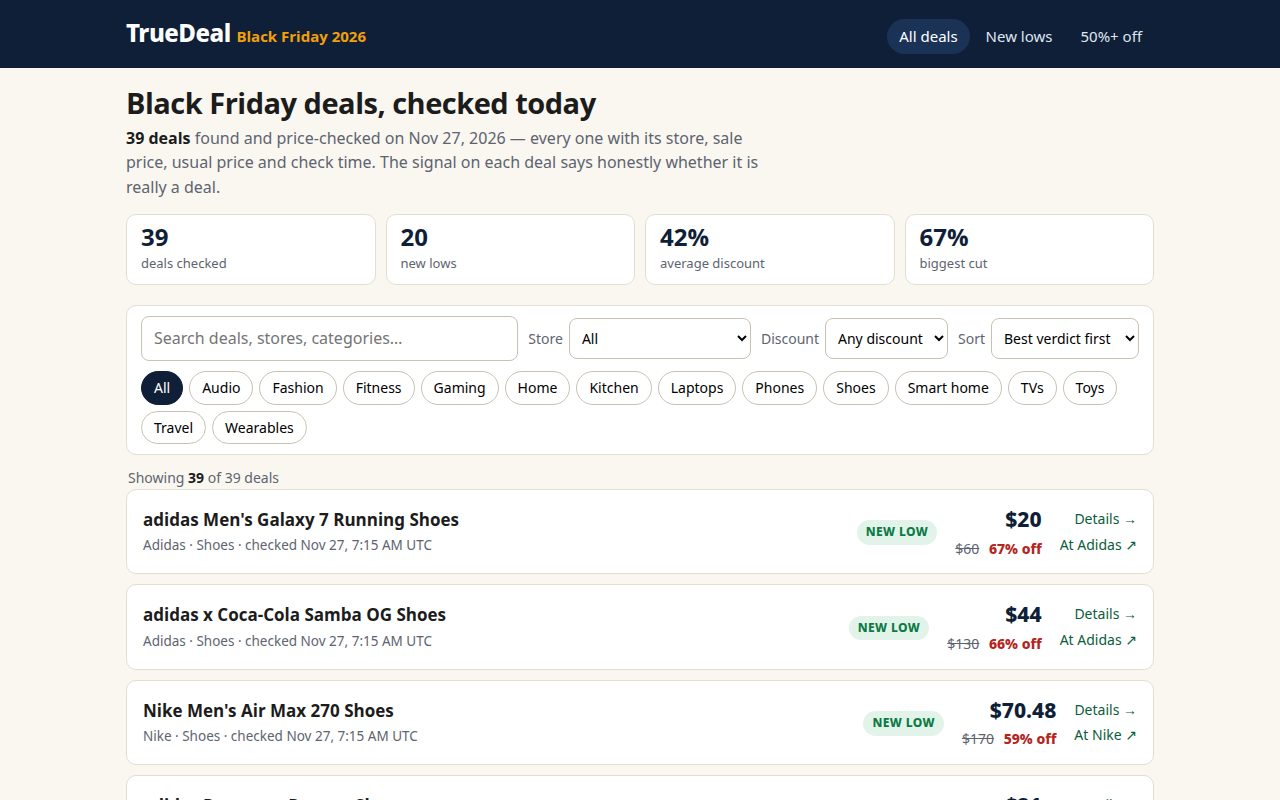 TrueDeal Black Friday 2026
All deals New lows 50%+ off
Black Friday deals, checked today
39 deals found and price-checked on Nov 27, 2026 — every one with its store, sale
price, usual price and check time. The signal on each deal says honestly whether it is
really a deal.
39 20 42% 67%
deals checked new lows average discount biggest cut
Search deals, stores, categories... Store All Discount Any discount Sort Best verdict first
All Audio Fashion Fitness Gaming Home Kitchen Laptops Phones Shoes Smart home TVs Toys
Travel Wearables
Showing 39 of 39 deals
adidas Men's Galaxy 7 Running Shoes
Adidas · Shoes · checked Nov 27, 7:15 AM UTC
NEW LOW
$20
$60 67% off
Details →
At Adidas ↗
adidas x Coca-Cola Samba OG Shoes
Adidas · Shoes · checked Nov 27, 7:15 AM UTC
NEW LOW
$44
$130 66% off
Details →
At Adidas ↗
Nike Men's Air Max 270 Shoes
Nike · Shoes · checked Nov 27, 7:15 AM UTC
NEW LOW
$70.48
$170 59% off
Details →
At Nike ↗